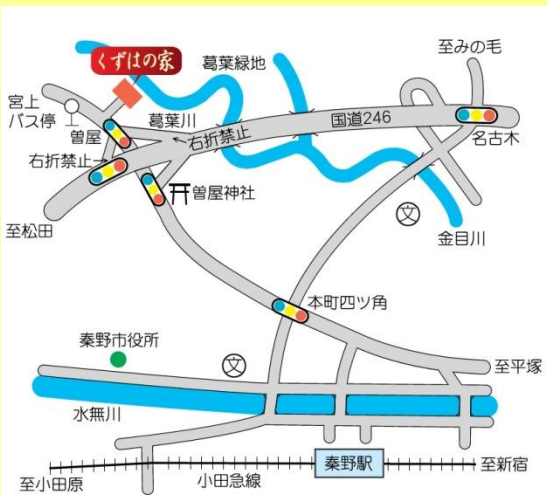 くずはの家
葛葉緑地
至みの毛
宮上
バス停
葛葉川
国道246
曽屋
←右折禁止
名古木
右折禁止→
曽屋神社
文
至松田
金目川
本町四ツ角
秦野市役所
文
至平塚
水無川
秦野駅
至新宿
小田急線
至小田原